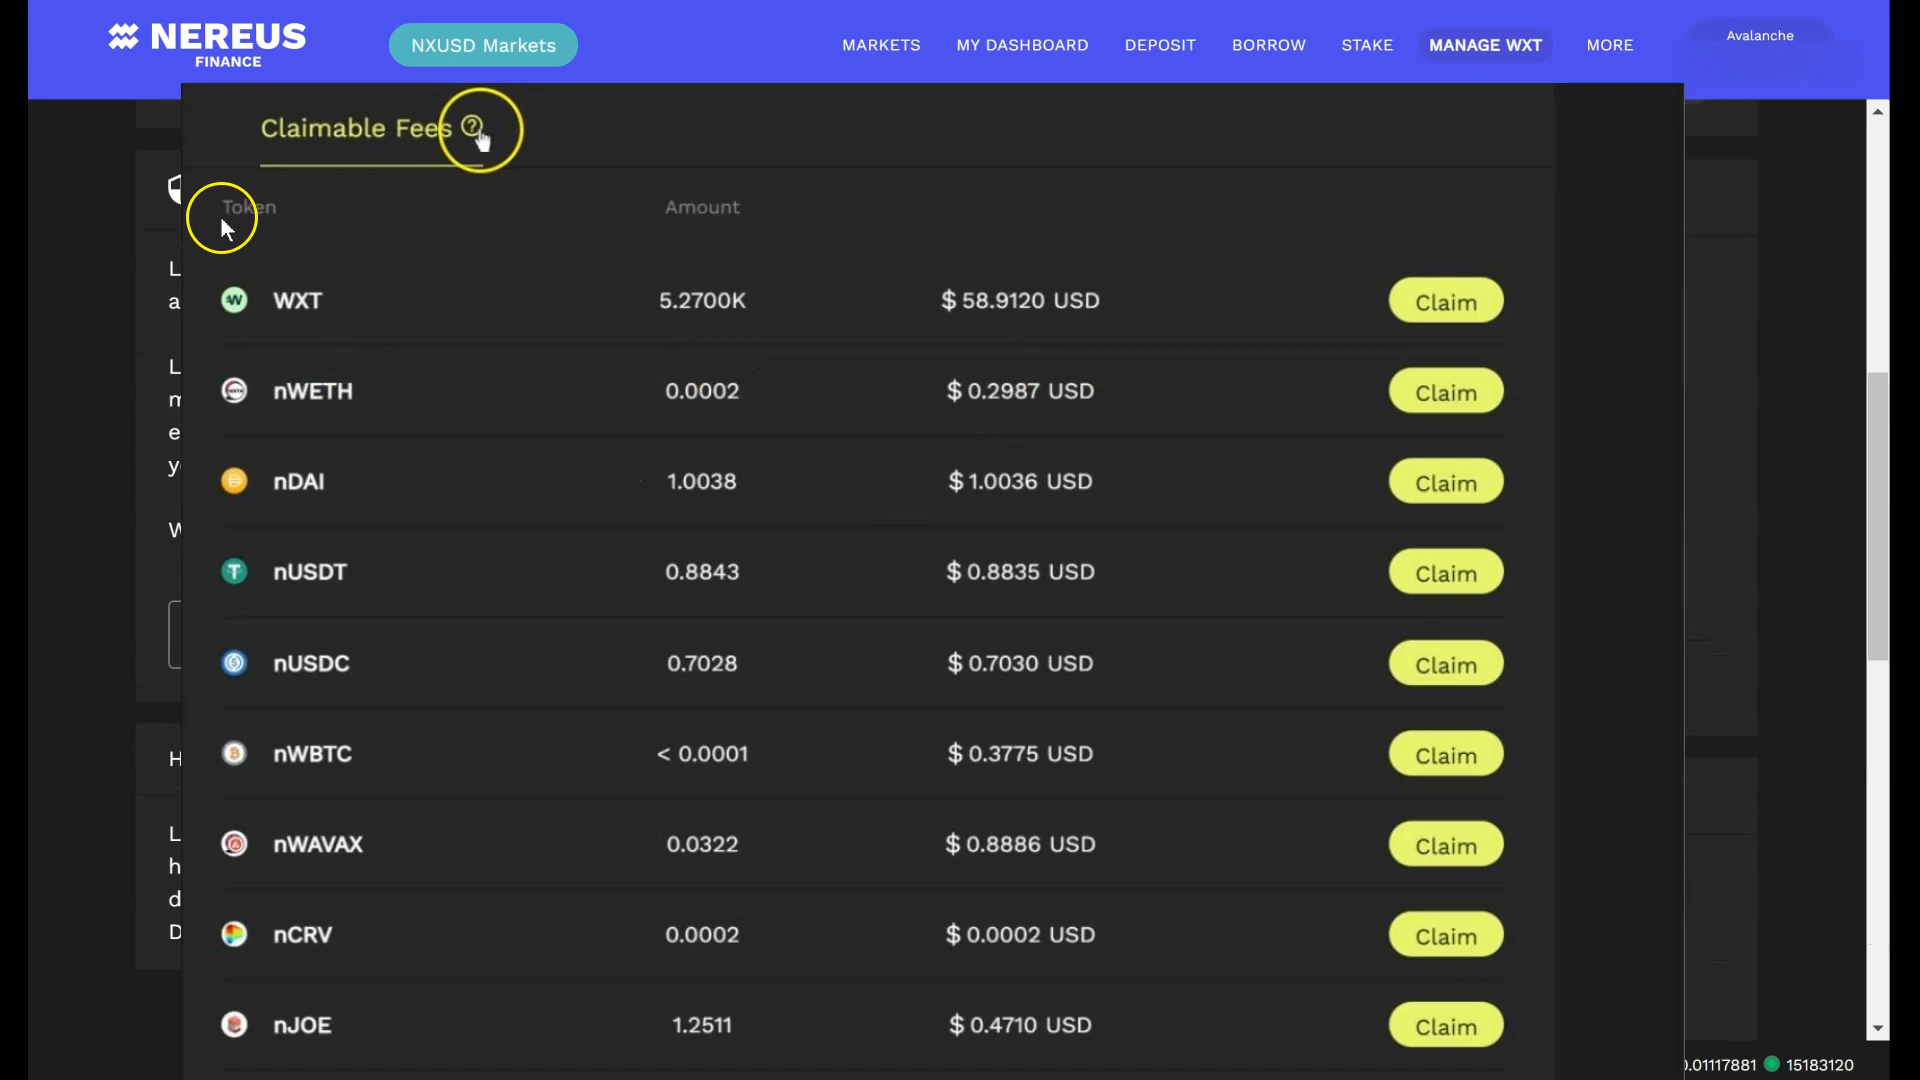 NEREUS
FINANCE
NXUSD Markets
MARKETS
MY DASHBOARD
DEPOSIT
BORROW
STAKE
MANAGE WXT
MORE
Avalanche
Claimable Fees ?
Token
Amount
WXT
5.2700K
$ 58.9120 USD
Claim
nWETH
0.0002
$ 0.2987 USD
Claim
nDAI
1.0038
$ 1.0036 USD
Claim
nUSDT
0.8843
$ 0.8835 USD
Claim
nUSDC
0.7028
$ 0.7030 USD
Claim
nWBTC
< 0.0001
$ 0.3775 USD
Claim
nWAVAX
0.0322
$ 0.8886 USD
Claim
nCRV
0.0002
$ 0.0002 USD
Claim
nJOE
1.2511
$ 0.4710 USD
Claim
.01117881
15183120